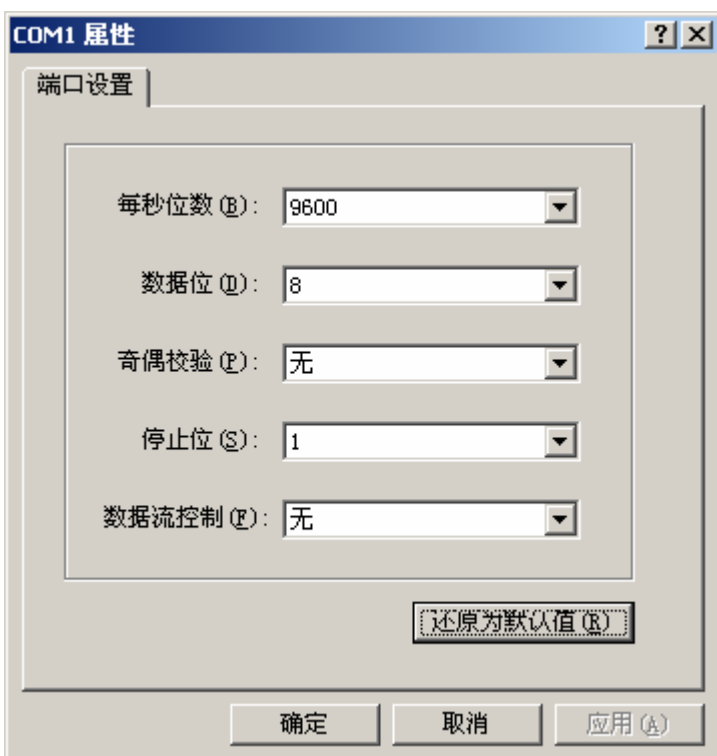 COM1 属性
端口设置
每秒位数(B): 9600
数据位(D): 8
奇偶校验(P): 无
停止位(S): 1
数据流控制(F): 无
还原为默认值(R)
确定 取消 应用(A)